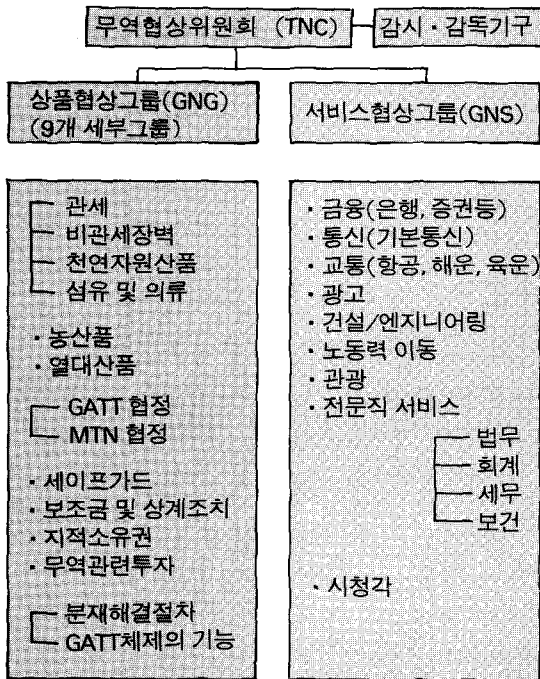 무역협상위원회 (TNC)
감시·감독기구
상품협상그룹(GNG)
(9개 세부그룹)
서비스협상그룹(GNS)
관세
비관세장벽
천연자원산품
섬유 및 의류
· 농산품
· 열대산품
GATT 협정
MTN 협정
· 세이프가드
· 보조금 및 상계조치
· 지적소유권
· 무역관련투자
분재해결절차
GATT체제의 기능
· 금융(은행, 증권등)
· 통신(기본통신)
· 교통(항공, 해운, 육운)
· 광고
· 건설/엔지니어링
· 노동력 이동
· 관광
· 전문직 서비스
법무
회계
세무
보건
· 시청각